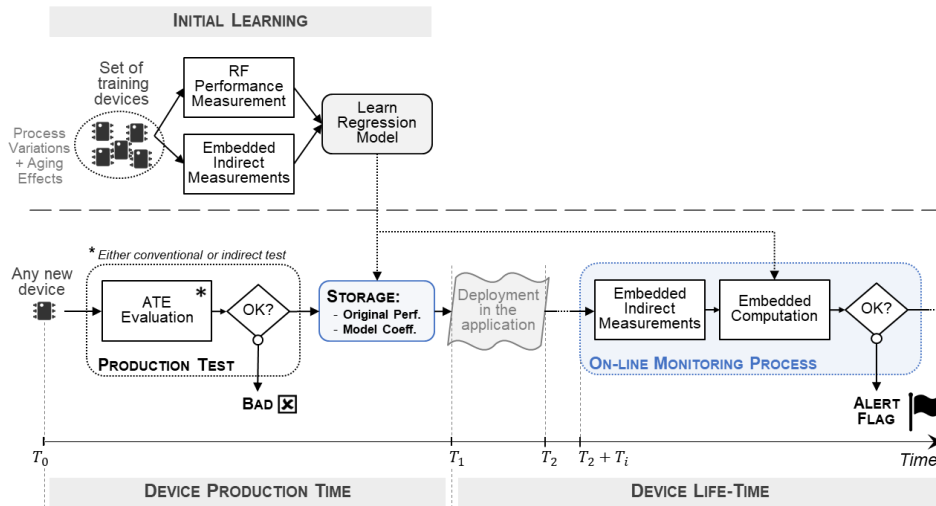 INITIAL LEARNING
Set of
training
devices
Process
Variations
+ Aging
Effects
RF
Performance
Measurement
Embedded
Indirect
Measurements
Learn
Regression
Model
* Either conventional or indirect test
Any new
device
ATE
Evaluation
*
OK?
PRODUCTION TEST
BAD
STORAGE:
- Original Perf.
- Model Coeff.
Deployment
in the
application
Embedded
Indirect
Measurements
Embedded
Computation
OK?
ON-LINE MONITORING PROCESS
ALERT
FLAG
T0
T1
T2
T2 + Ti
Time
DEVICE PRODUCTION TIME
DEVICE LIFE-TIME